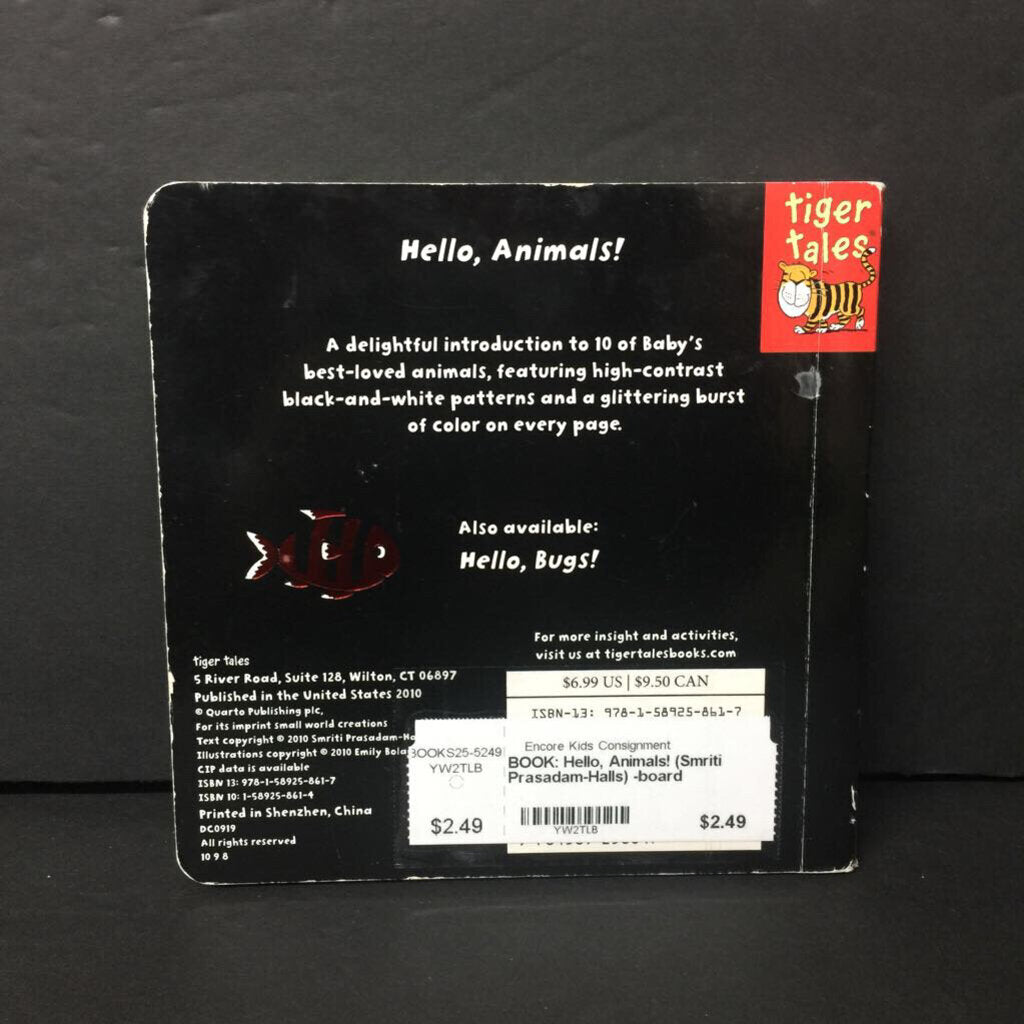 tiger
tales
Hello, Animals!
A delightful introduction to 10 of Baby's
best-loved animals, featuring high-contrast
black-and-white patterns and a glittering burst
of color on every page.
Also available:
Hello, Bugs!
For more insight and activities,
visit us at tigertalesbooks.com
tiger tales
5 River Road, Suite 128, Wilton, CT 06897
Published in the United States 2010
© Quarto Publishing plc,
For its imprint small world creations
Text copyright © 2010 Smriti Prasadam-Ha
Illustrations copyright © 2010 Emily Bola
CIP data is available
ISBN 13: 978-1-58925-861-7
ISBN 10: 1-58925-861-4
Printed in Shenzhen, China
DC0919
All rights reserved
10 9 8
$6.99 US | $9.50 CAN
ISBN-13: 978-1-58925-861-7
BOOKS25-5249
YW2TLB
$2.49
Encore Kids Consignment
BOOK: Hello, Animals! (Smriti
Prasadam-Halls) -board
YW2TLB
$2.49